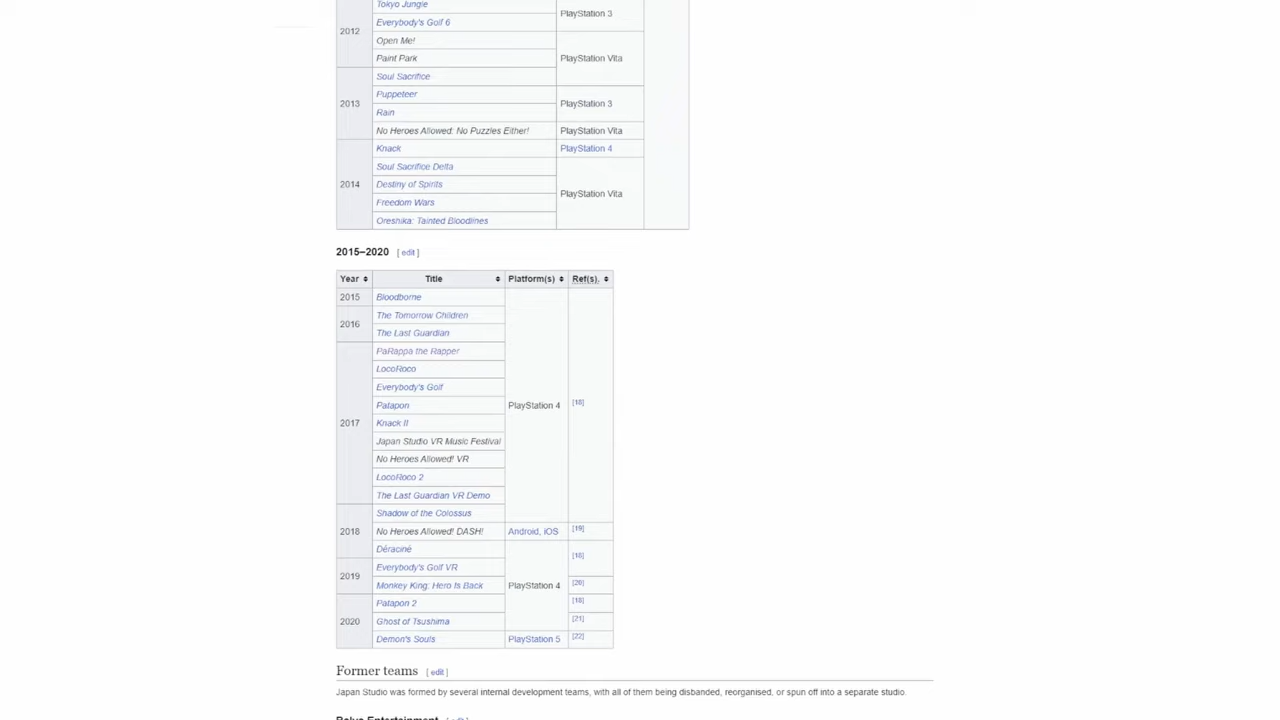 Tokyo Jungle
PlayStation 3
Everybody's Golf 6
2012
Open Me!
Paint Park
PlayStation Vita
Soul Sacrifice
Puppeteer
2013
PlayStation 3
Rain
No Heroes Allowed: No Puzzles Either!
PlayStation Vita
Knack
PlayStation 4
Soul Sacrifice Delta
2014
Destiny of Spirits
PlayStation Vita
Freedom Wars
Oreshika: Tainted Bloodlines
2015–2020 [ edit ]
Year Title Platform(s) Ref(s).
2015 Bloodborne
The Tomorrow Children
2016
The Last Guardian
PaRappa the Rapper
LocoRoco
Everybody's Golf
Patapon PlayStation 4 [18]
2017 Knack II
Japan Studio VR Music Festival
No Heroes Allowed! VR
LocoRoco 2
The Last Guardian VR Demo
Shadow of the Colossus
2018 No Heroes Allowed! DASH! Android, iOS [19]
Déraciné [18]
Everybody's Golf VR
2019
Monkey King: Hero Is Back PlayStation 4 [20]
Patapon 2 [18]
2020 Ghost of Tsushima [21]
Demon's Souls PlayStation 5 [22]
Former teams [ edit ]
Japan Studio was formed by several internal development teams, with all of them being disbanded, reorganised, or spun off into a separate studio.